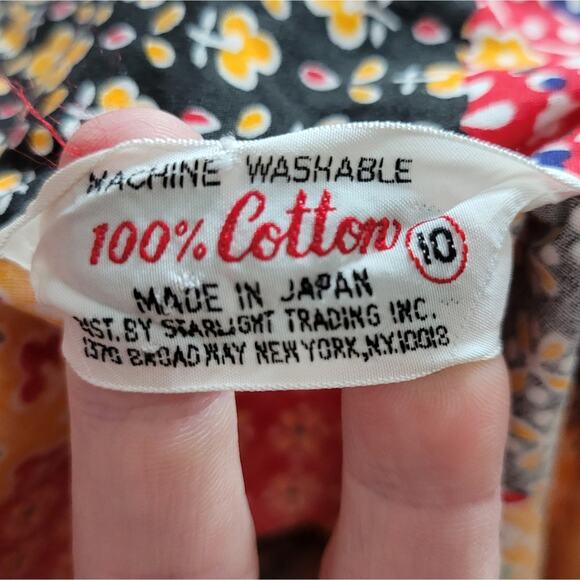 MACHINE WASHABLE
100% Cotton 10
MADE IN JAPAN
DIST. BY STARLIGHT TRADING INC.
1370 BROADWAY NEW YORK, N.Y. 10018